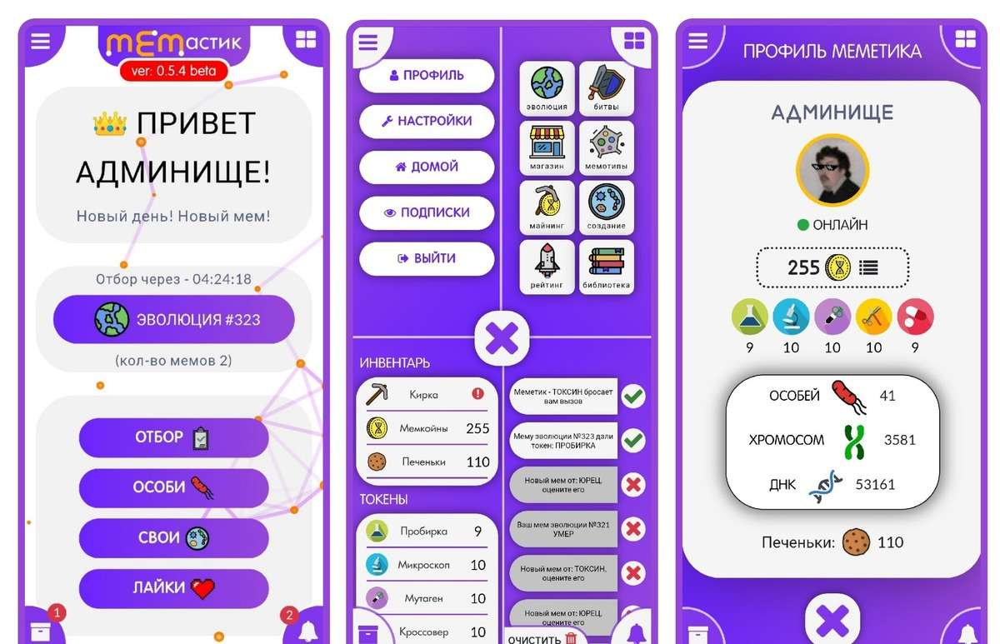 мЕмастик
ver: 0.5.4 beta
ПРИВЕТ
АДМИНИЩЕ!
Новый день! Новый мем!
Отбор через - 04:24:18
ЭВОЛЮЦИЯ #323
(кол-во мемов 2)
ОТБОР
ОСОБИ
СВОИ
ЛАЙКИ
1
2
ПРОФИЛЬ
НАСТРОЙКИ
ДОМОЙ
ПОДПИСКИ
ВЫЙТИ
эволюция
битвы
магазин
мемотипы
майнинг
создание
рейтинг
библиотека
ИНВЕНТАРЬ
Кирка
Мемкойны 255
Печеньки 110
ТОКЕНЫ
Пробирка 9
Микроскоп 10
Мутаген 10
Кроссовер 10
Меметик - ТОКСИН бросает
вам вызов
Мему эволюции №323 дали
токен: ПРОБИРКА
Новый мем от: ЮРЕЦ,
оцените его
Ваш мем эволюции №321
УМЕР
Новый мем от: ТОКСИН,
оцените его
Новый мем от: ЮРЕЦ,
оцените его
ОЧИСТИТЬ
ПРОФИЛЬ МЕМЕТИКА
АДМИНИЩЕ
ОНЛАЙН
255
9 10 10 10 9
ОСОБЕЙ 41
ХРОМОСОМ 3581
ДНК 53161
Печеньки: 110